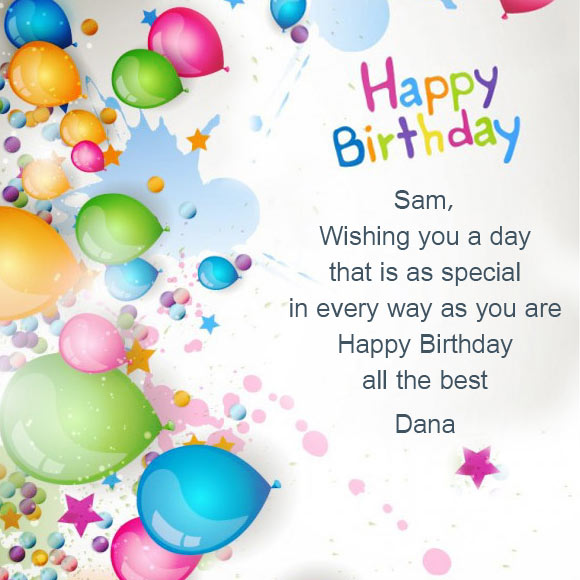 Happy
Birthday
Sam,
Wishing you a day
that is as special
in every way as you are
Happy Birthday
all the best
Dana